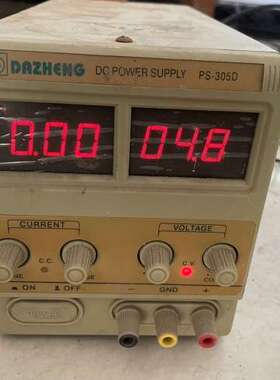 DAZHENG DC POWER SUPPLY PS-305D
0.00 04.8
CURRENT VOLTAGE
C.C. C.V.
ON OFF - GND +